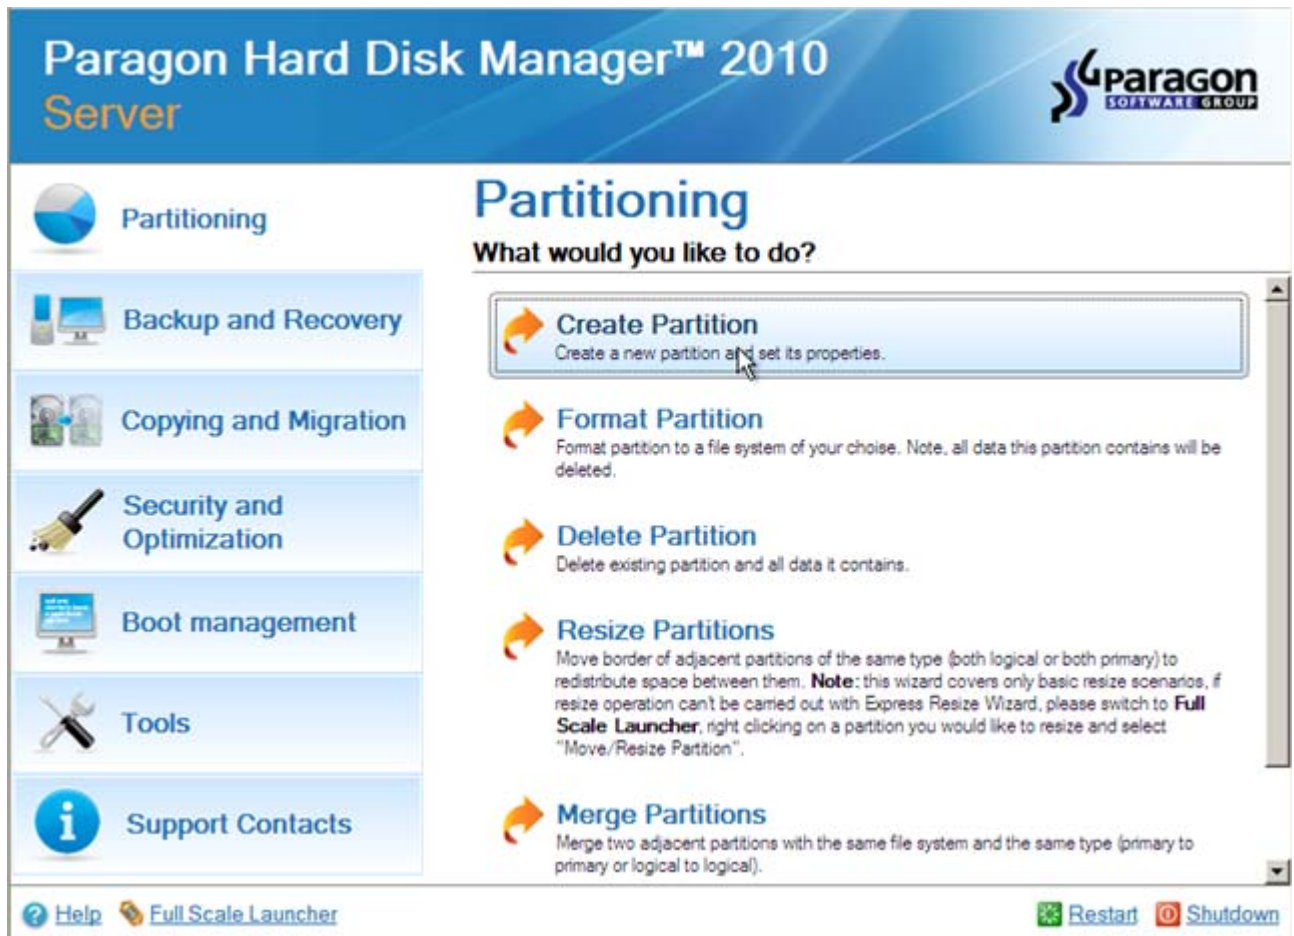 Paragon Hard Disk Manager™ 2010
Server
Paragon
SOFTWARE GROUP
Partitioning
Backup and Recovery
Copying and Migration
Security and
Optimization
Boot management
Tools
Support Contacts
Partitioning
What would you like to do?
Create Partition
Create a new partition and set its properties.
Format Partition
Format partition to a file system of your choise. Note, all data this partition contains will be
deleted.
Delete Partition
Delete existing partition and all data it contains.
Resize Partitions
Move border of adjacent partitions of the same type (both logical or both primary) to
redistribute space between them. Note: this wizard covers only basic resize scenarios, if
resize operation can't be carried out with Express Resize Wizard, please switch to Full
Scale Launcher, right clicking on a partition you would like to resize and select
"Move/Resize Partition".
Merge Partitions
Merge two adjacent partitions with the same file system and the same type (primary to
primary or logical to logical).
Help
Full Scale Launcher
Restart
Shutdown